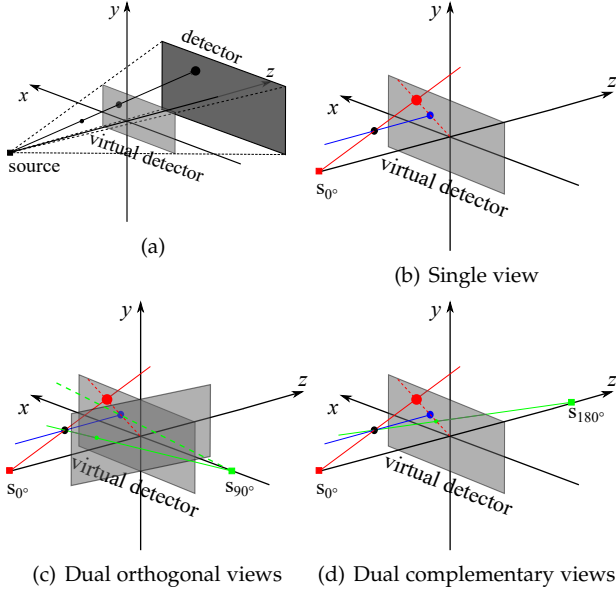 y
detector
z
x
source
virtual detector
(a)
y
z
x
s0°
virtual detector
(b) Single view
y
z
x
s0°
s90°
virtual detector
(c) Dual orthogonal views
y
z
x
s180°
s0°
virtual detector
(d) Dual complementary views